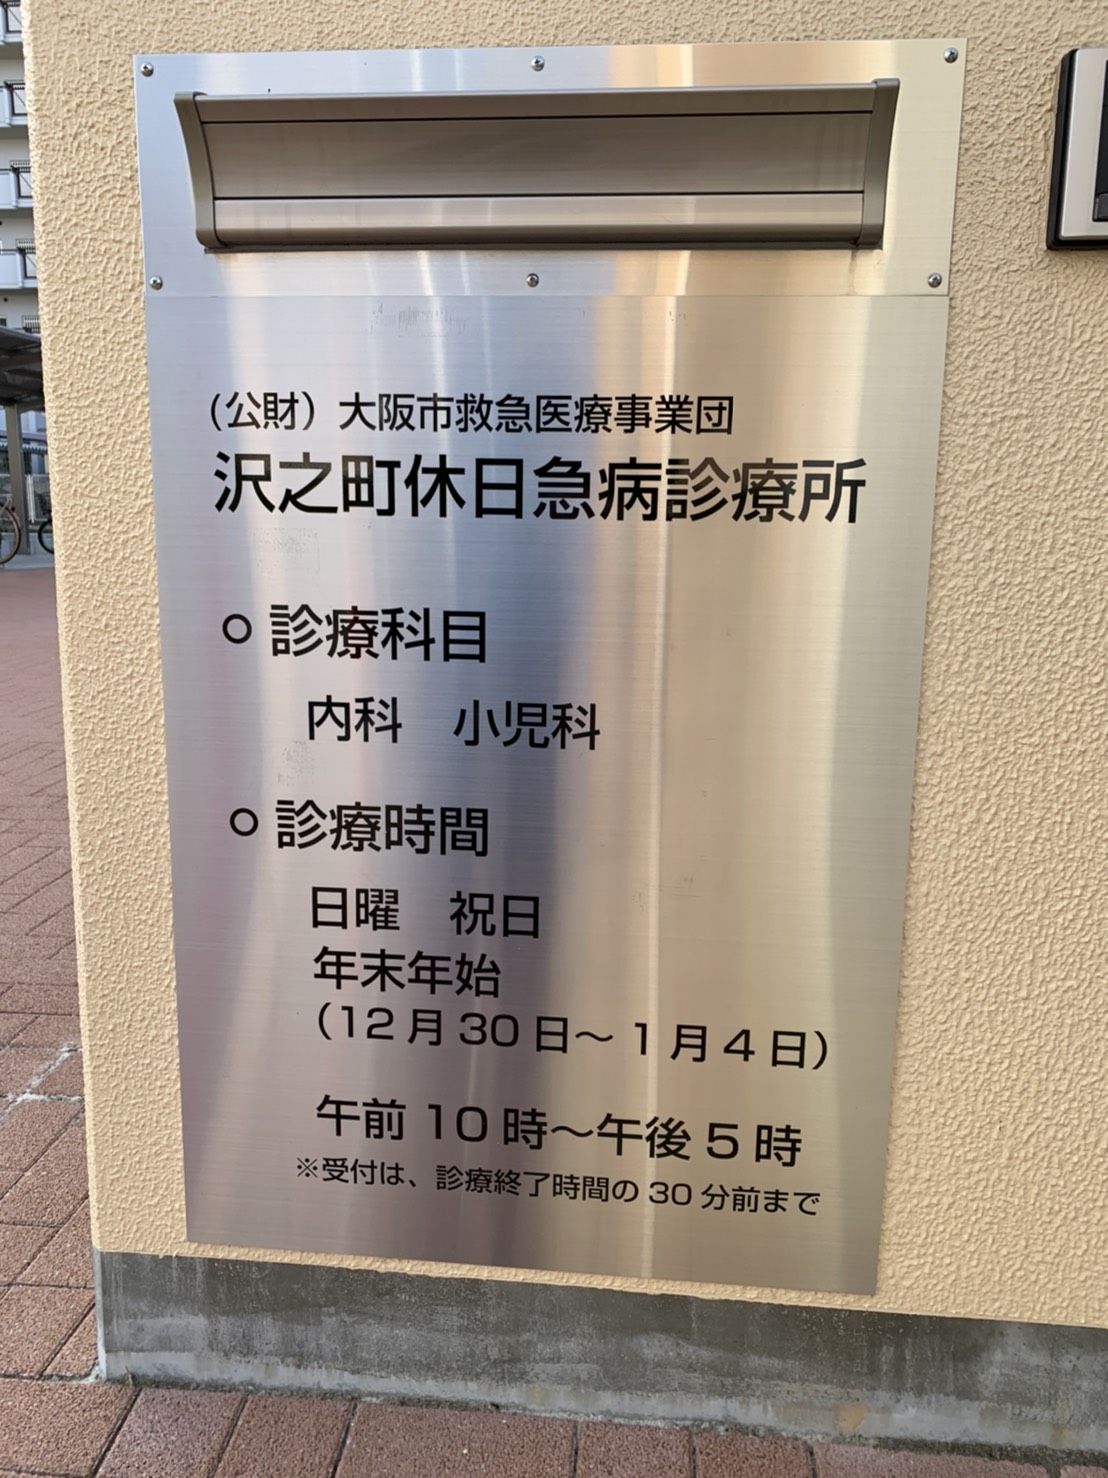 （公財）大阪市救急医療事業団
沢之町休日急病診療所
○診療科目
内科　小児科
○診療時間
日曜　祝日
年末年始
（12月30日～1月4日）
午前10時～午後5時
※受付は、診療終了時間の30分前まで